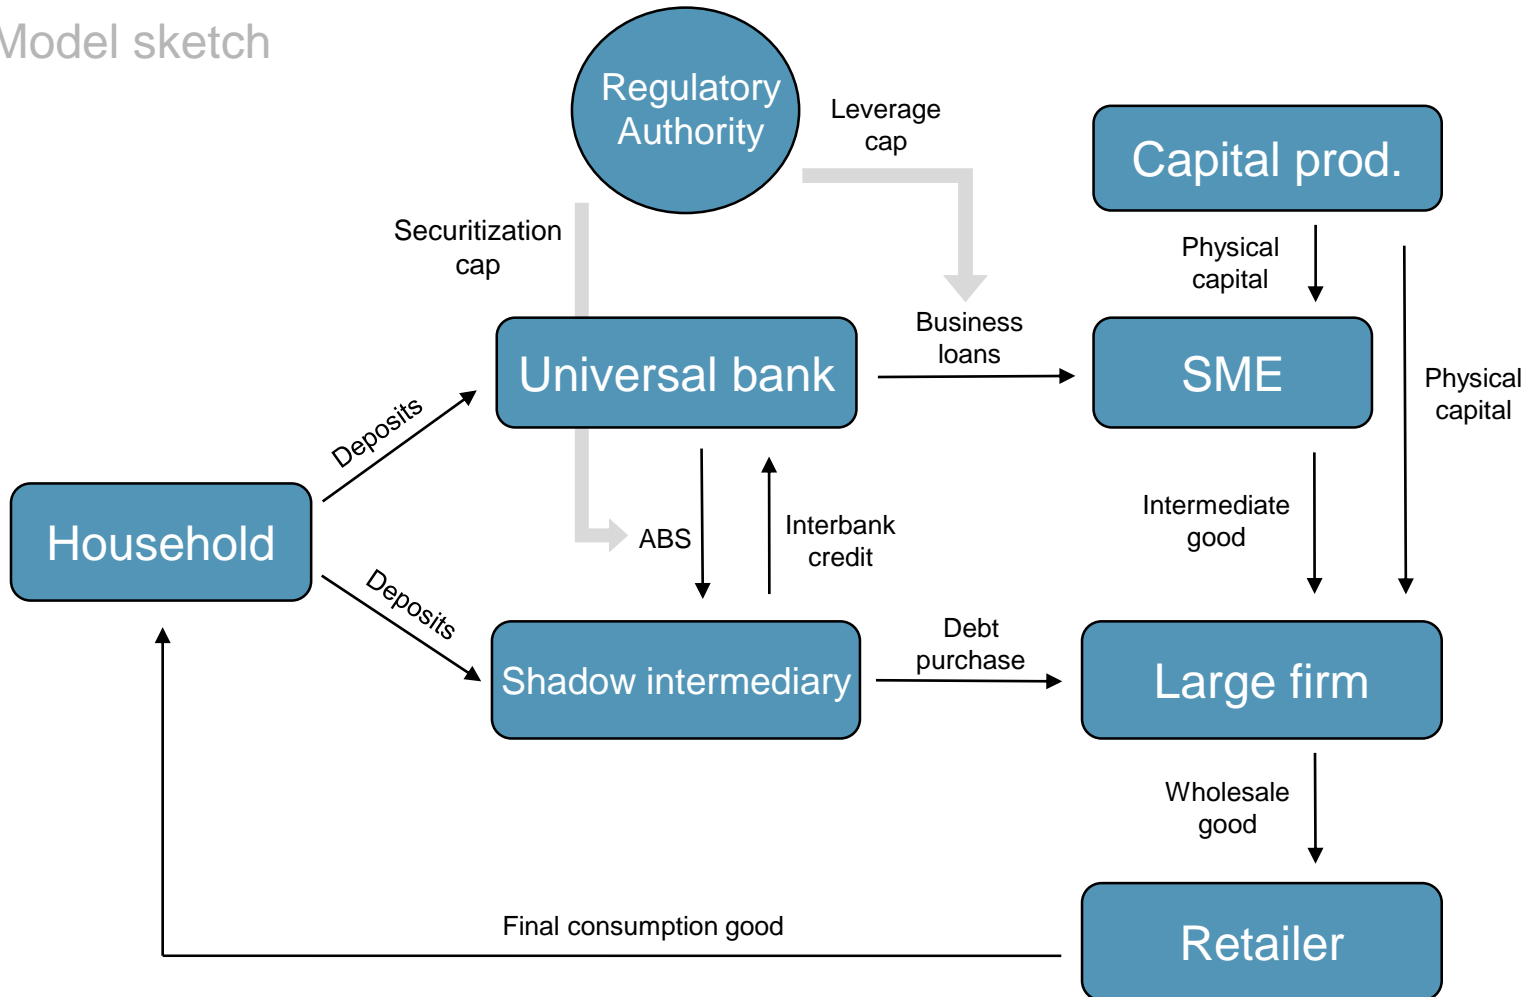 Model sketch
Regulatory
Authority
Leverage
cap
Capital prod.
Securitization
cap
Physical
capital
Business
loans
Universal bank
SME
Physical
capital
Deposits
Household
ABS
Interbank
credit
Intermediate
good
Deposits
Shadow intermediary
Debt
purchase
Large firm
Wholesale
good
Final consumption good
Retailer